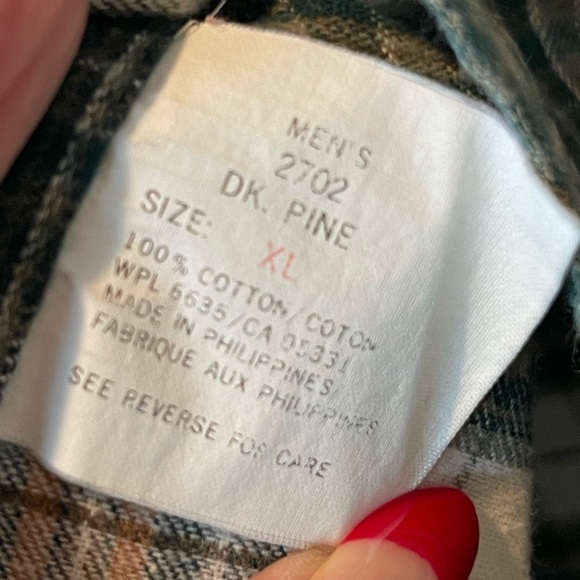 MEN'S
2702
DK. PINE
SIZE: XL
100% COTTON/COTON
WPL 6635/CA 05331
MADE IN PHILIPPINES/
FABRIQUE AUX PHILIPPINES
SEE REVERSE FOR CARE